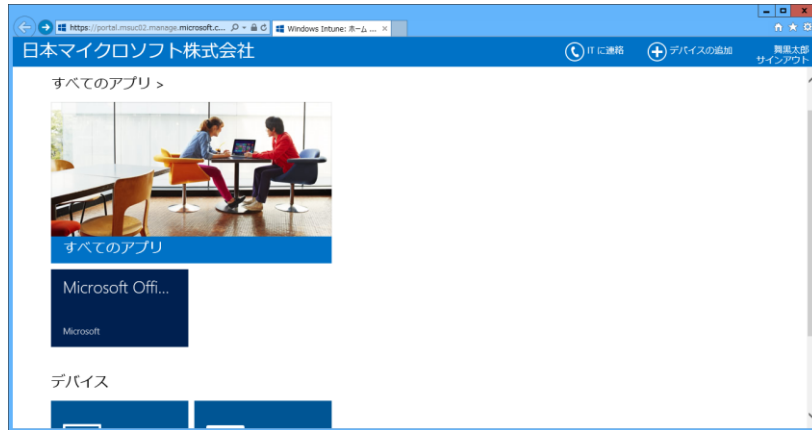 https://portal.msuc02.manage.microsoft.c...
Windows Intune: ホーム ...
日本マイクロソフト株式会社
IT に連絡
デバイスの追加
舞黒太郎
サインアウト
すべてのアプリ >
すべてのアプリ
Microsoft Offi...
Microsoft
デバイス